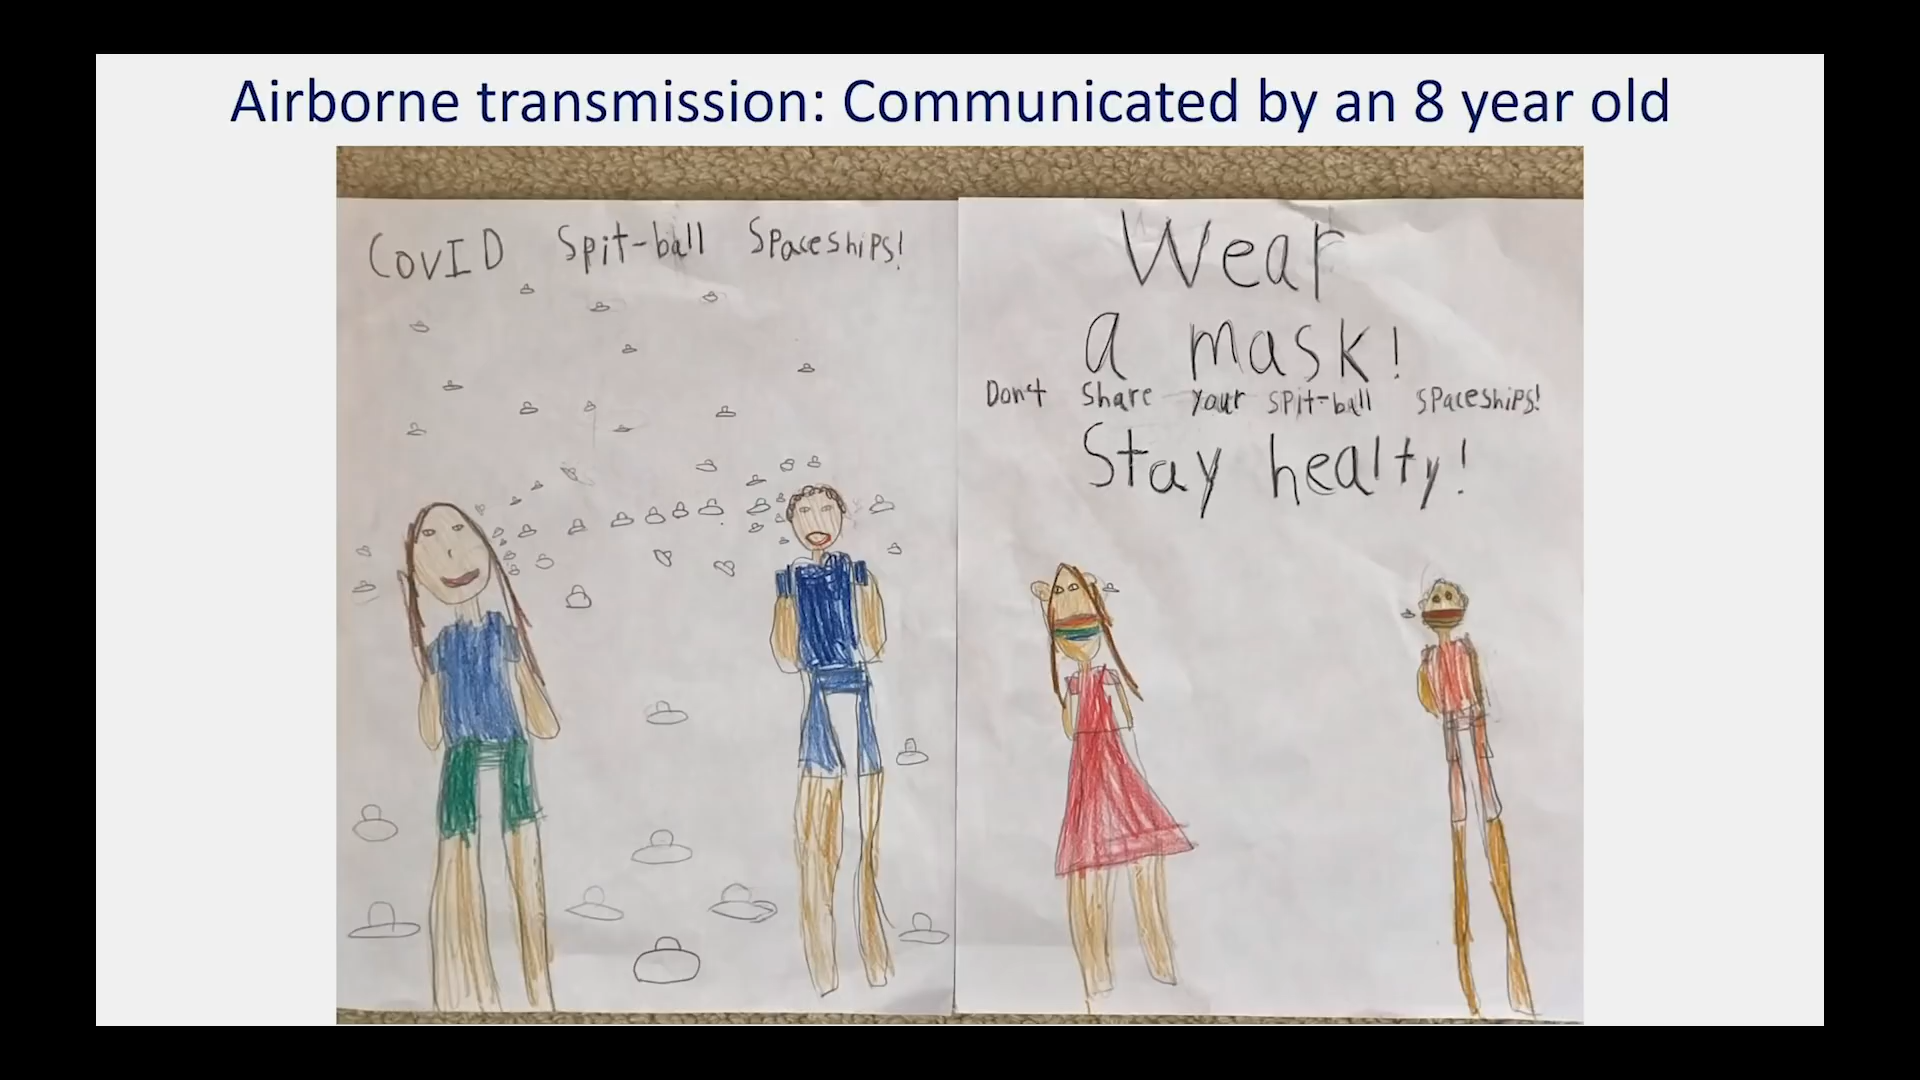 Airborne transmission: Communicated by an 8 year old
CovID Spit-ball Spaceships!
Wear
a mask!
Don't Share your Spit-ball Spaceships!
Stay healty!